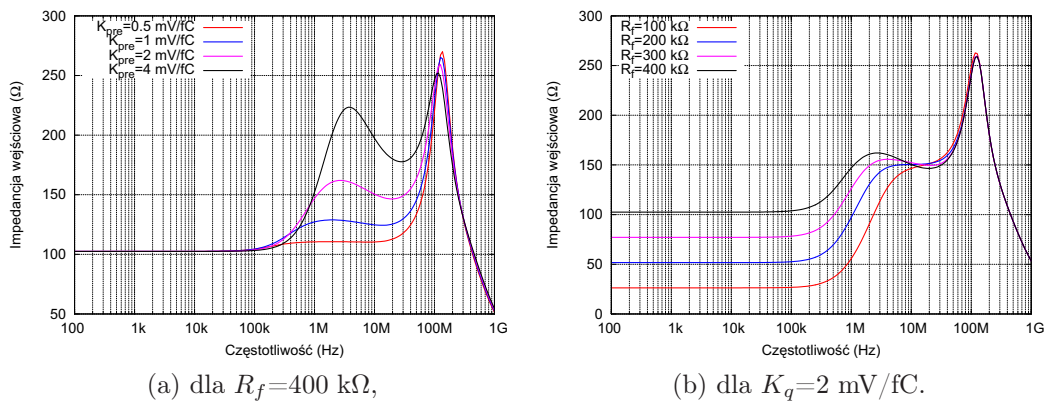 300
250
200
150
100
50
100
1k
10k
100k
1M
10M
100M
1G
Impedancja wejściowa (Ω)
Częstotliwość (Hz)
K_pre=0.5 mV/fC
K_pre=1 mV/fC
K_pre=2 mV/fC
K_pre=4 mV/fC
(a) dla R_f=400 kΩ,
300
250
200
150
100
50
0
100
1k
10k
100k
1M
10M
100M
1G
Impedancja wejściowa (Ω)
Częstotliwość (Hz)
R_f=100 kΩ
R_f=200 kΩ
R_f=300 kΩ
R_f=400 kΩ
(b) dla K_q=2 mV/fC.